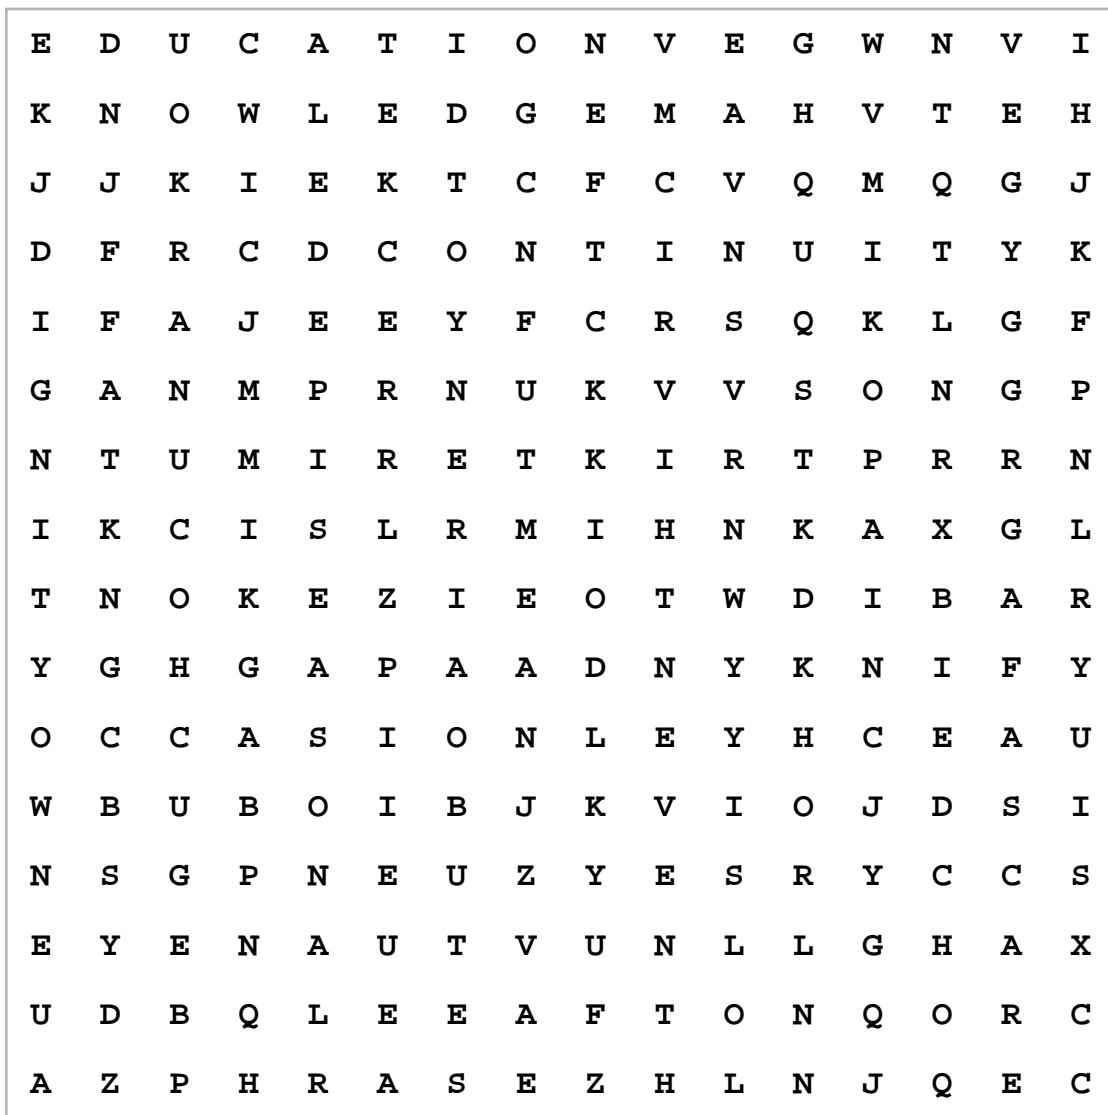 E D U C A T I O N V E G W N V I
K N O W L E D G E M A H V T E H
J J K I E K T C F C V Q M Q G J
D F R C D C O N T I N U I T Y K
I F A J E E Y F C R S Q K L G F
G A N M P R N U K V V S O N G P
N T U M I R E T K I R T P R R N
I K C I S L R M I H N K A X G L
T N O K E Z I E O T W D I B A R
Y G H G A P A A D N Y K N I F Y
O C C A S I O N L E Y H C E A U
W B U B O I B J K V I O J D S I
N S G P N E U Z Y E S R Y C C S
E Y E N A U T V U N L L G H A X
U D B Q L E E A F T O N Q O R C
A Z P H R A S E Z H L N J Q E C